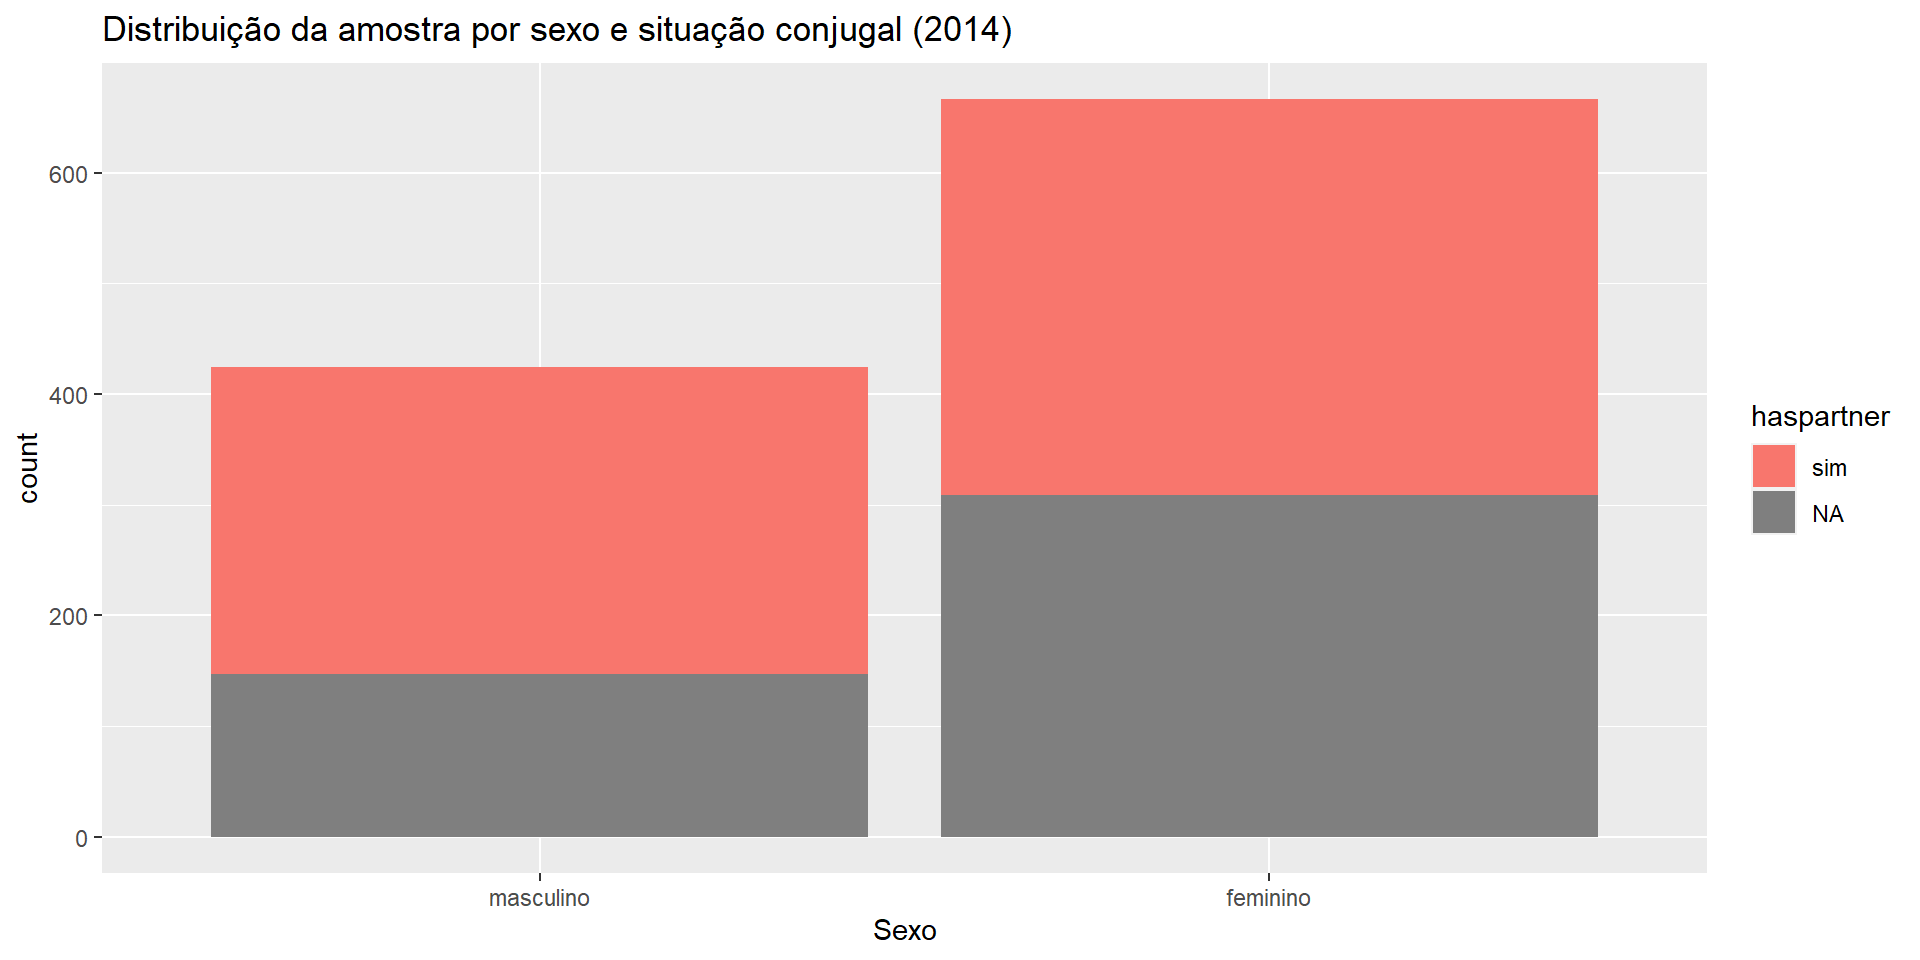 Distribuição da amostra por sexo e situação conjugal (2014)
600
400
200
0
count
masculino
feminino
Sexo
haspartner
sim
NA